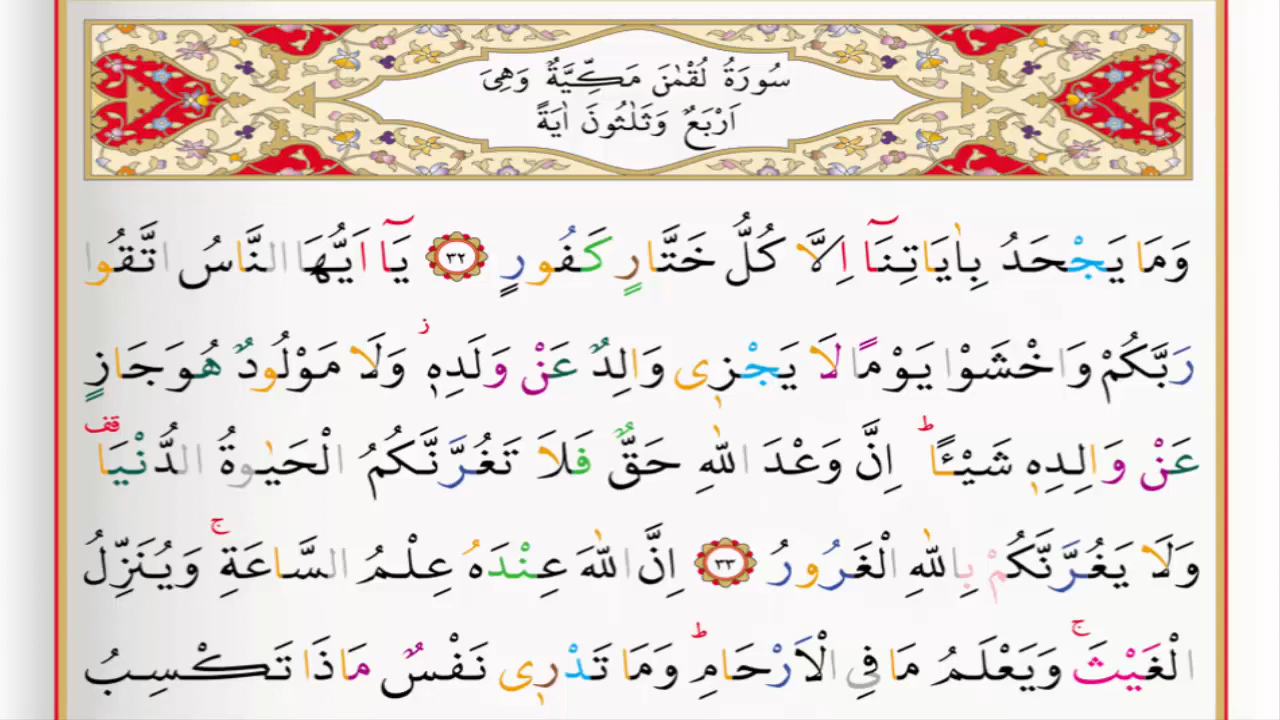 سُورَةُ لُقْمٰنَ مَكِّيَّةٌ وَهِىَ
اَرْبَعٌ وَثَلٰثُونَ اٰيَةً
وَمَا يَجْحَدُ بِاٰيَاتِنَٓا اِلَّا كُلُّ خَتَّارٍ كَفُورٍ ٣٢ يَٓا اَيُّهَا النَّاسُ اتَّقُوا
رَبَّكُمْ وَاخْشَوْا يَوْمًا لَا يَجْزٖى وَالِدٌ عَنْ وَلَدِهٖ ز وَلَا مَوْلُودٌ هُوَ جَازٍ
عَنْ وَالِدِهٖ شَيْـًٔا ط اِنَّ وَعْدَ اللّٰهِ حَقٌّ فَلَا تَغُرَّنَّكُمُ الْحَيٰوةُ الدُّنْيَا قف
وَلَا يَغُرَّنَّكُمْ بِاللّٰهِ الْغَرُورُ ٣٣ اِنَّ اللّٰهَ عِنْدَهُ عِلْمُ السَّاعَةِ ج وَيُنَزِّلُ
الْغَيْثَ ج وَيَعْلَمُ مَا فِي الْاَرْحَامِ ط وَمَا تَدْرٖى نَفْسٌ مَاذَا تَكْسِبُ